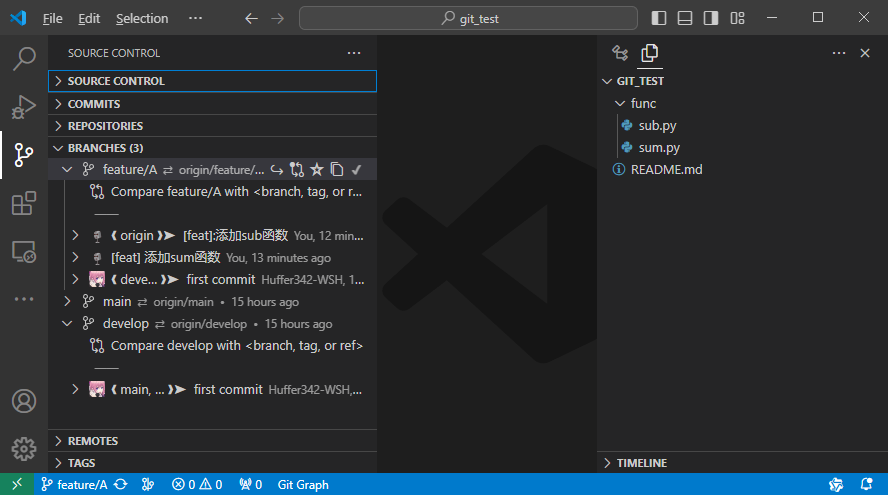 File Edit Selection ··· git_test
SOURCE CONTROL ···
SOURCE CONTROL
COMMITS
REPOSITORIES
BRANCHES (3)
feature/A ⇄ origin/feature/...
Compare feature/A with <branch, tag, or r...
❨ origin ❩➤ [feat]:添加sub函数 You, 12 min...
[feat] 添加sum函数 You, 13 minutes ago
❨ deve... ❩➤ first commit Huffer342-WSH, 1...
main ⇄ origin/main • 15 hours ago
develop ⇄ origin/develop • 15 hours ago
Compare develop with <branch, tag, or ref>
❨ main, ... ❩➤ first commit Huffer342-WSH,...
REMOTES
TAGS
GIT_TEST
func
sub.py
sum.py
README.md
TIMELINE
feature/A 0 0 0 Git Graph